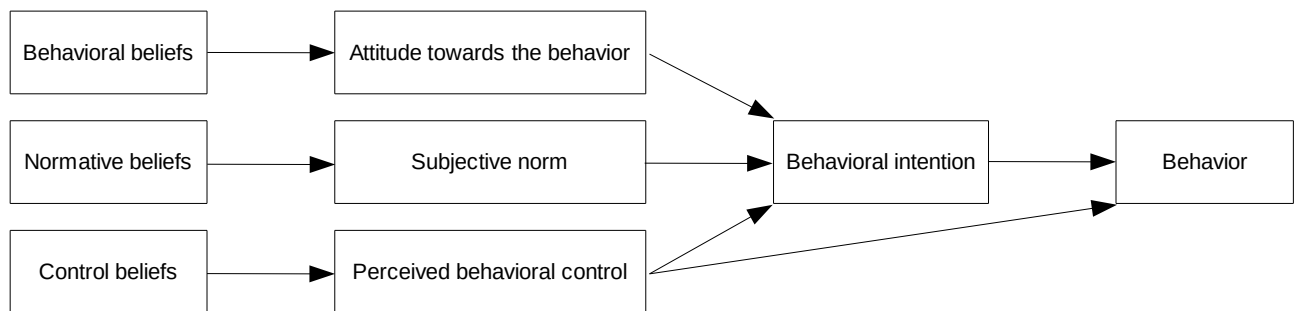 Behavioral beliefs
Attitude towards the behavior
Normative beliefs
Subjective norm
Behavioral intention
Behavior
Control beliefs
Perceived behavioral control